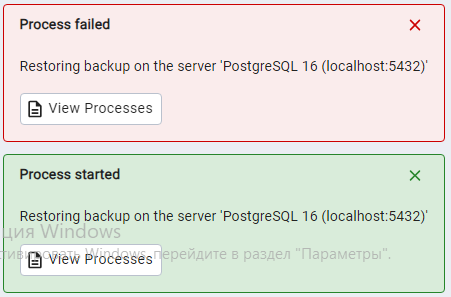 Process failed
Restoring backup on the server 'PostgreSQL 16 (localhost:5432)'
View Processes
Process started
Restoring backup on the server 'PostgreSQL 16 (localhost:5432)'
ция Windows
тивировать Windows, перейдите в раздел "Параметры".
View Processes